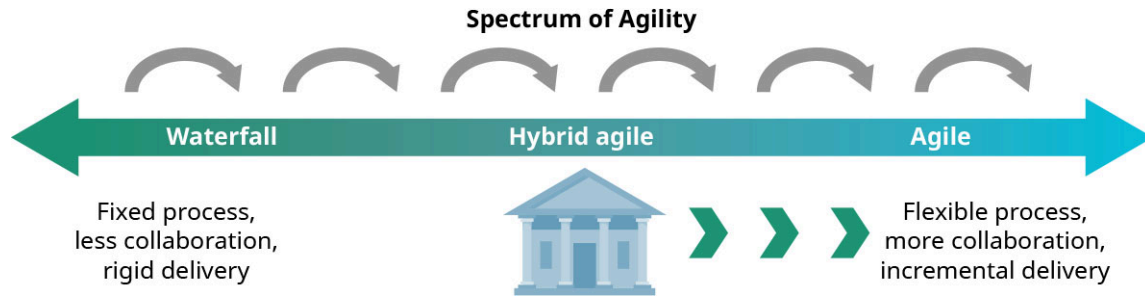 Spectrum of Agility
Waterfall
Hybrid agile
Agile
Fixed process,
less collaboration,
rigid delivery
Flexible process,
more collaboration,
incremental delivery